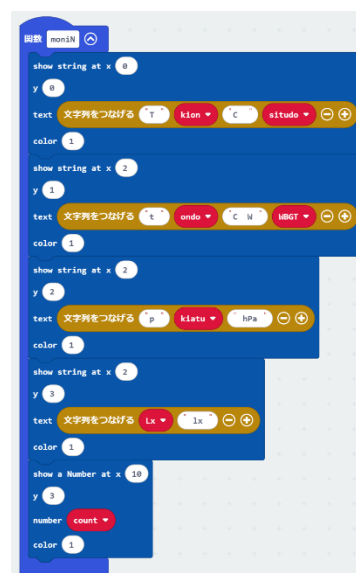 関数 moniN
show string at x 0
y 0
text 文字列をつなげる "T" kion "C" situdo
color 1
show string at x 2
y 1
text 文字列をつなげる "t" ondo "C W" WBGT
color 1
show string at x 2
y 2
text 文字列をつなげる "p" kiatu "hPa"
color 1
show string at x 2
y 3
text 文字列をつなげる Lx "lx"
color 1
show a Number at x 10
y 3
number count
color 1